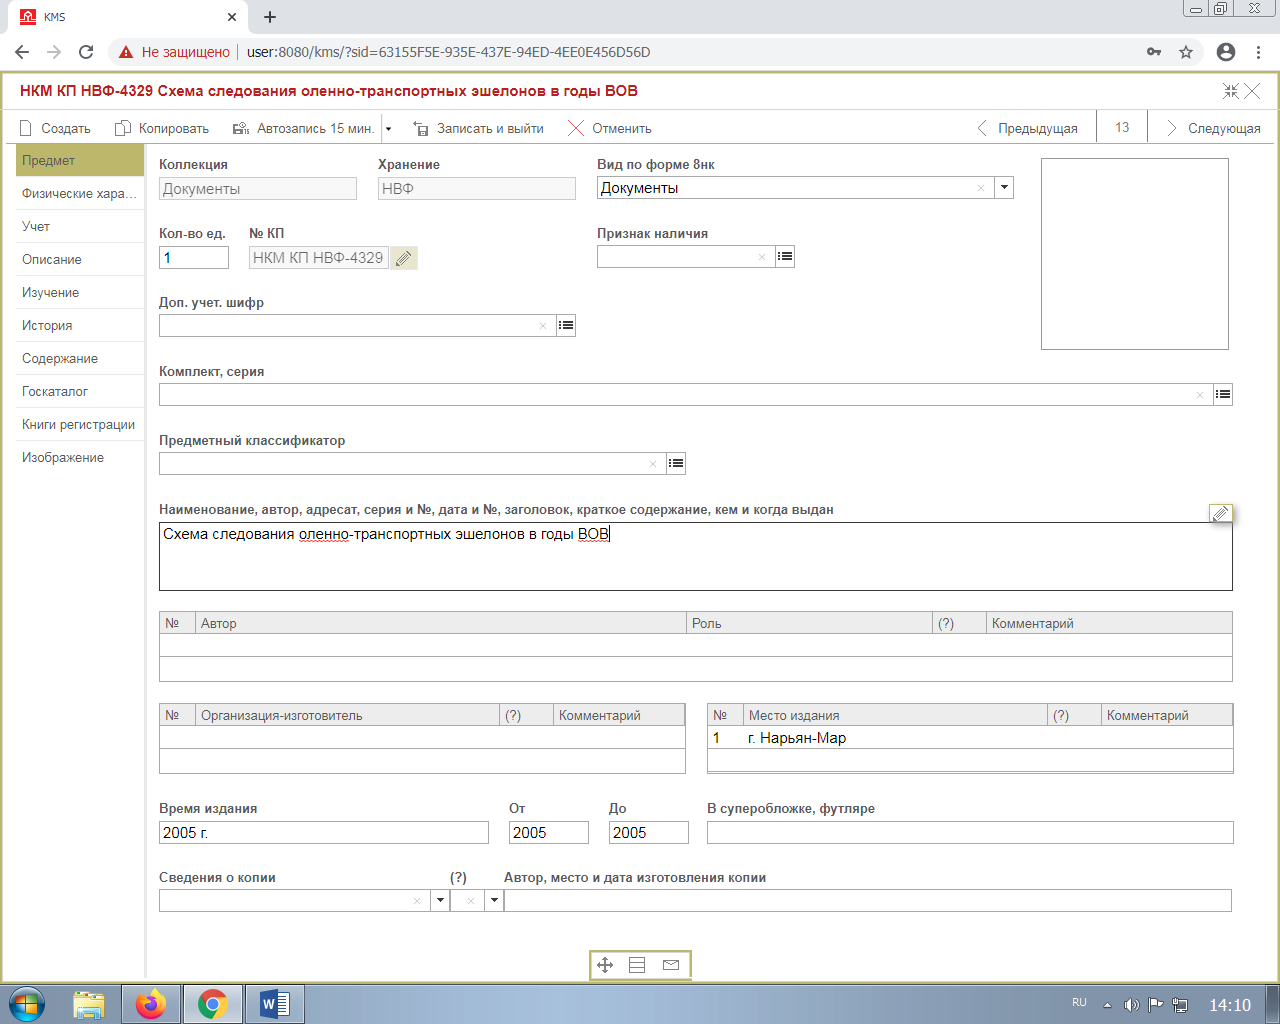 KMS
Не защищено user:8080/kms/?sid=63155F5E-935E-437E-94ED-4EE0E456D56D
НКМ КП НВФ-4329 Схема следования оленно-транспортных эшелонов в годы ВОВ
Создать Копировать Автозапись 15 мин. Записать и выйти Отменить Предыдущая 13 Следующая
Предмет
Физические хара...
Учет
Описание
Изучение
История
Содержание
Госкаталог
Книги регистрации
Изображение
Коллекция Хранение Вид по форме 8нк
Документы НВФ Документы
Кол-во ед. № КП Признак наличия
1 НКМ КП НВФ-4329
Доп. учет. шифр
Комплект, серия
Предметный классификатор
Наименование, автор, адресат, серия и №, дата и №, заголовок, краткое содержание, кем и когда выдан
Схема следования оленно-транспортных эшелонов в годы ВОВ
№ Автор Роль (?) Комментарий
№ Организация-изготовитель (?) Комментарий № Место издания (?) Комментарий
1 г. Нарьян-Мар
Время издания От До В суперобложке, футляре
2005 г. 2005 2005
Сведения о копии (?) Автор, место и дата изготовления копии
RU 14:10